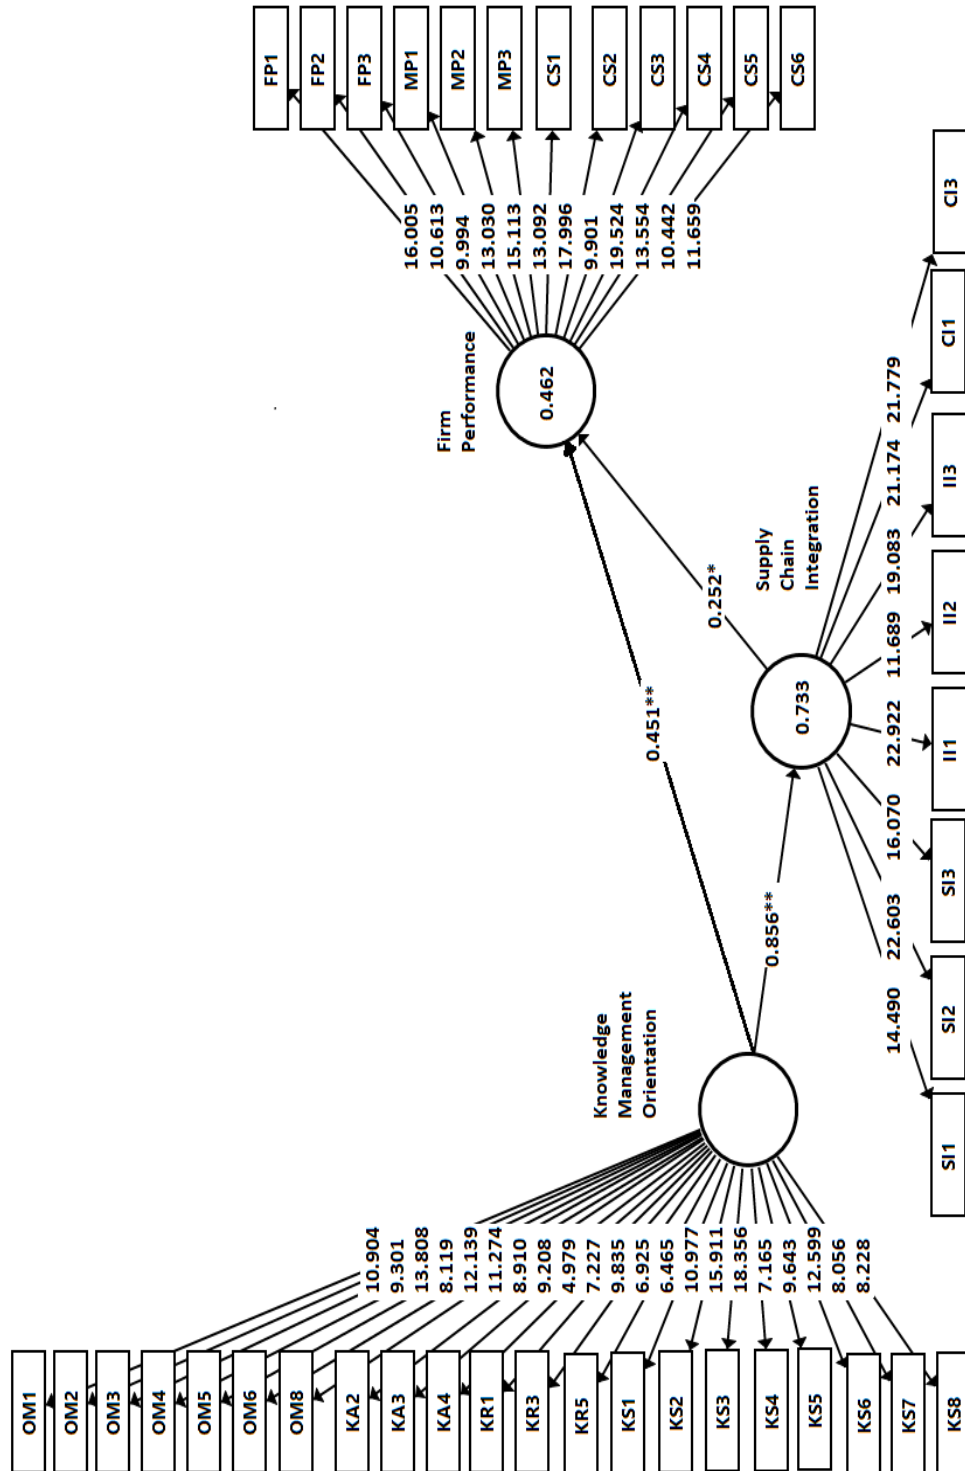 FP1
FP2
FP3
MP1
MP2
MP3
CS1
CS2
CS3
CS4
CS5
CS6
16.005
10.613
9.994
13.030
15.113
13.092
17.996
9.901
19.524
13.554
10.442
11.659
Firm
Performance
0.462
0.252*
0.451**
0.856**
Supply
Chain
Integration
0.733
Knowledge
Management
Orientation
10.904
9.301
13.808
8.119
12.139
11.274
8.910
9.208
4.979
7.227
9.835
6.925
6.465
10.977
15.911
18.356
7.165
9.643
12.599
8.056
8.228
OM1
OM2
OM3
OM4
OM5
OM6
OM8
KA2
KA3
KA4
KR1
KR3
KR5
KS1
KS2
KS3
KS4
KS5
KS6
KS7
KS8
14.490
22.603
16.070
22.922
11.689
19.083
21.174
21.779
SI1
SI2
SI3
II1
II2
II3
CI1
CI3